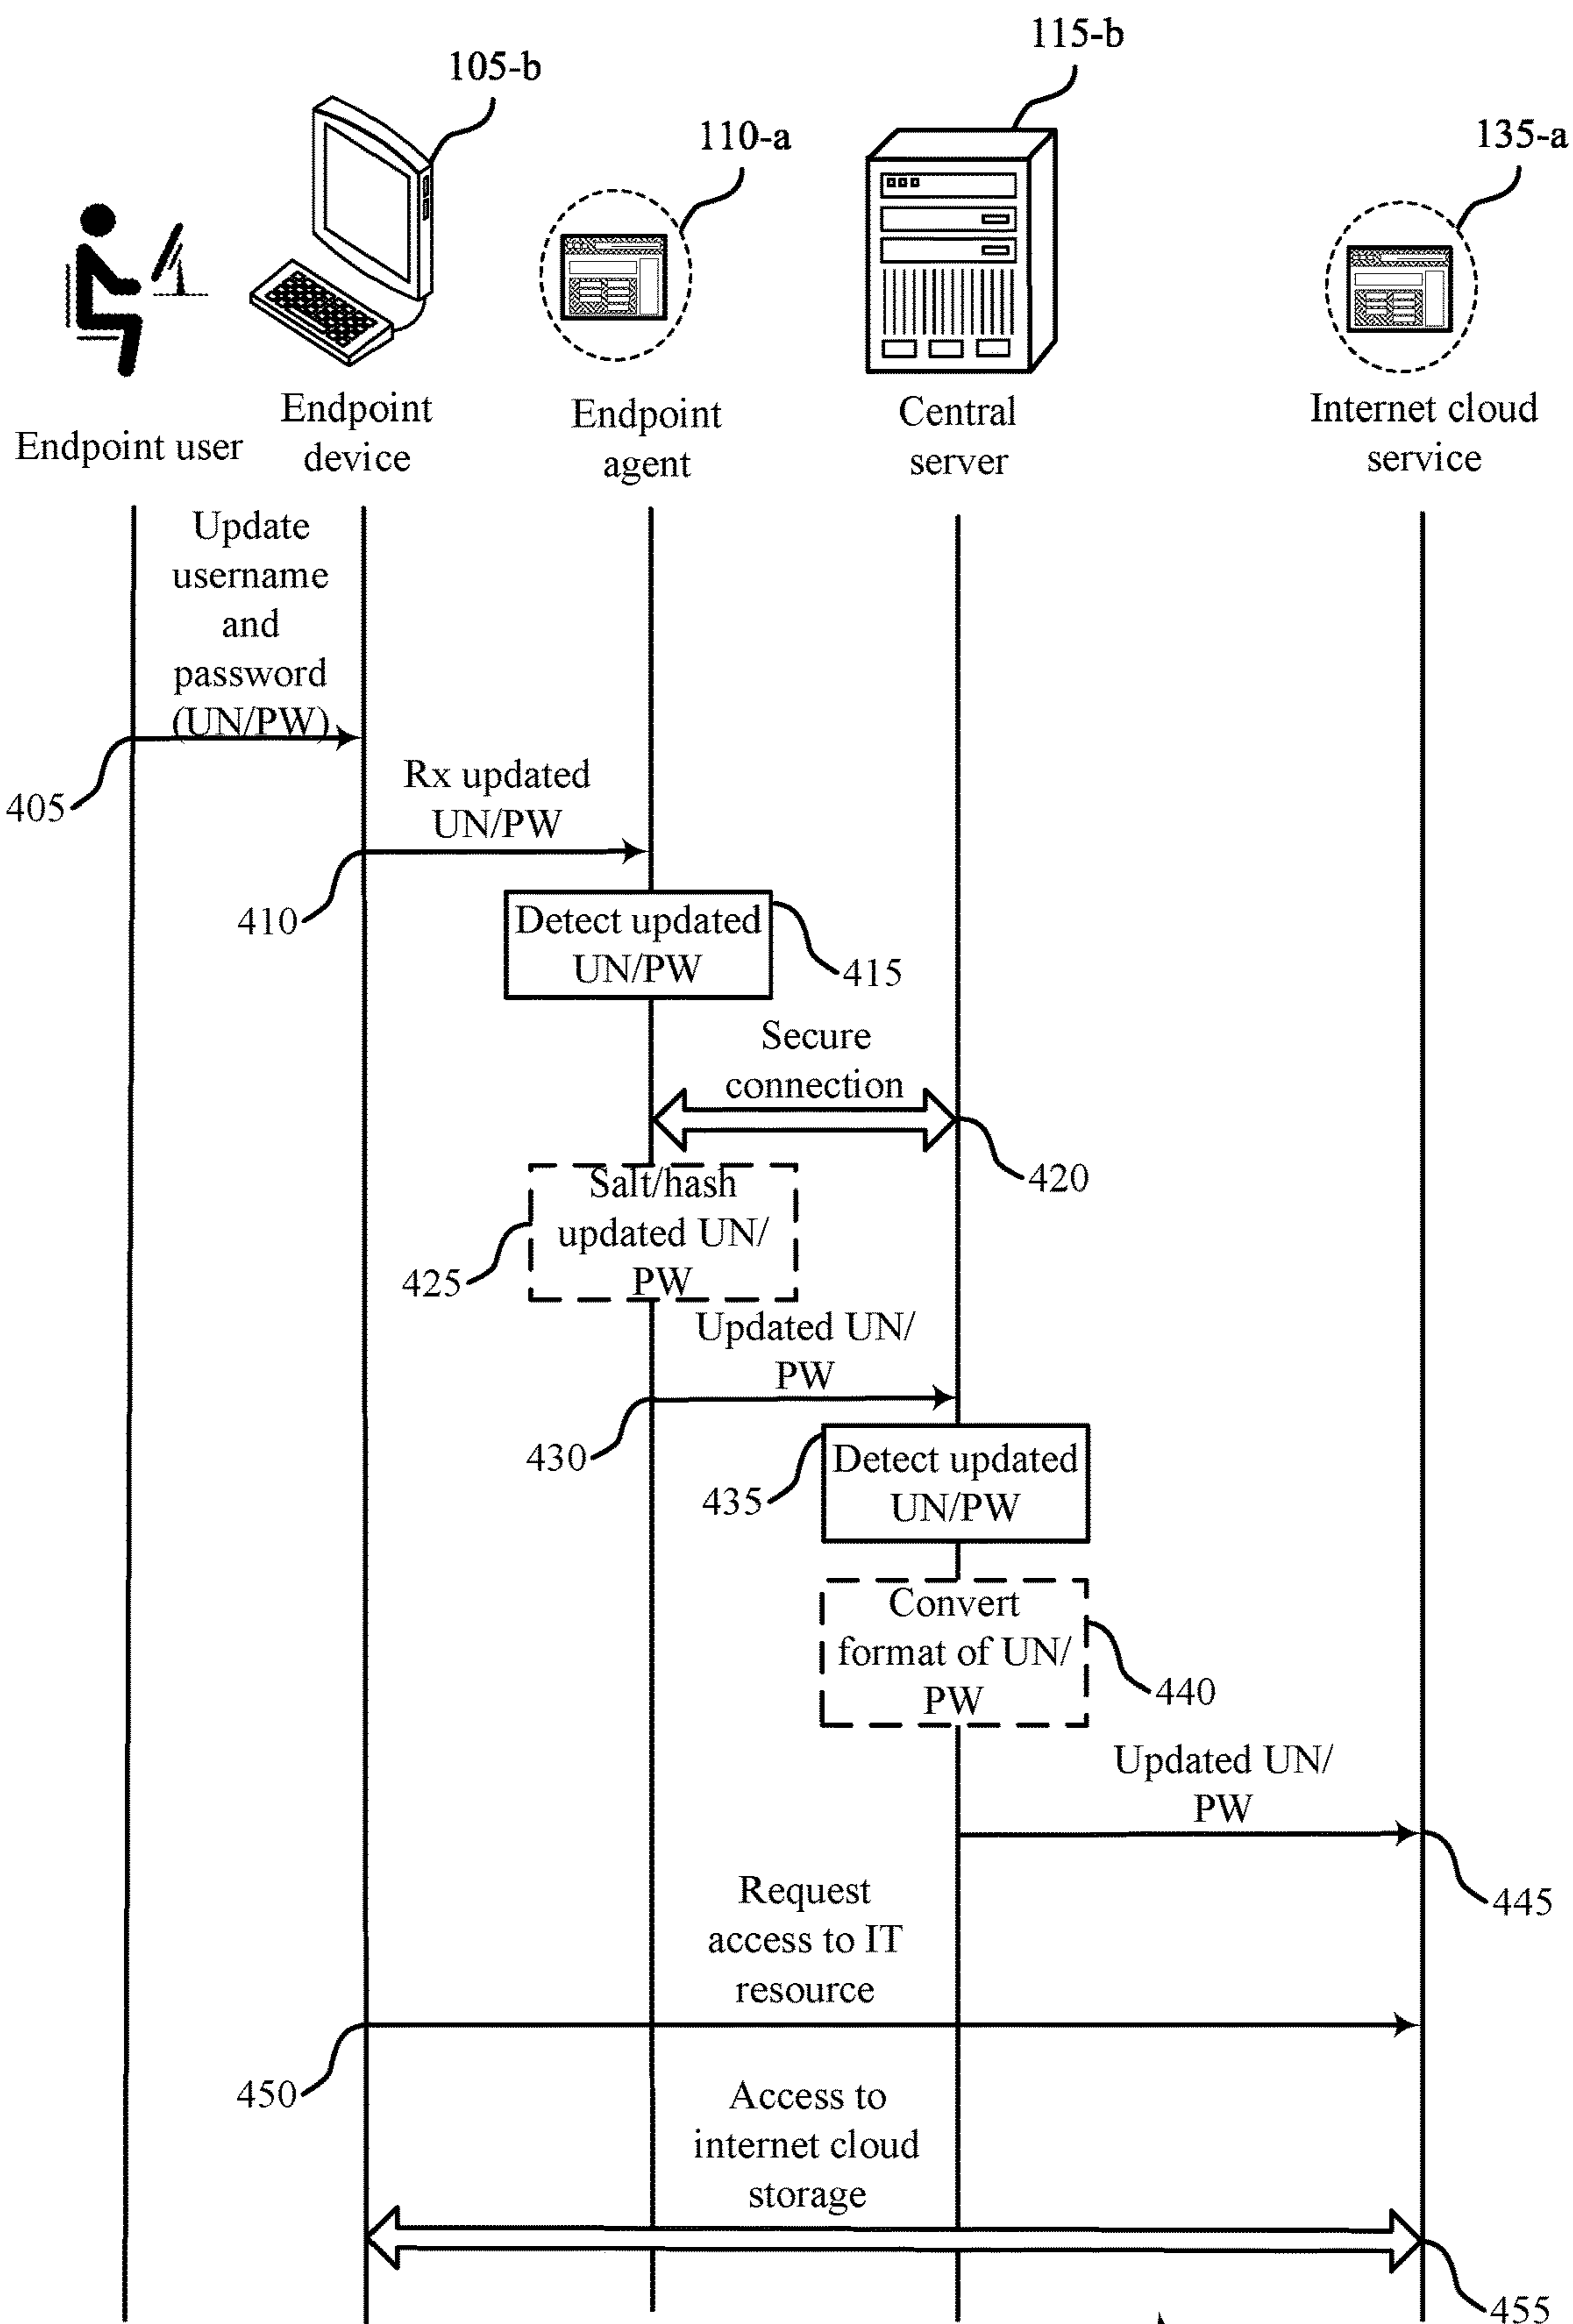 105-b
115-b
110-a
135-a
Endpoint user
Endpoint
device
Endpoint
agent
Central
server
Internet cloud
service
Update
username
and
password
(UN/PW)
405
Rx updated
UN/PW
410
Detect updated
UN/PW
415
Secure
connection
420
Salt/hash
updated UN/
PW
425
Updated UN/
PW
430
Detect updated
UN/PW
435
Convert
format of UN/
PW
440
Updated UN/
PW
445
Request
access to IT
resource
450
Access to
internet cloud
storage
455